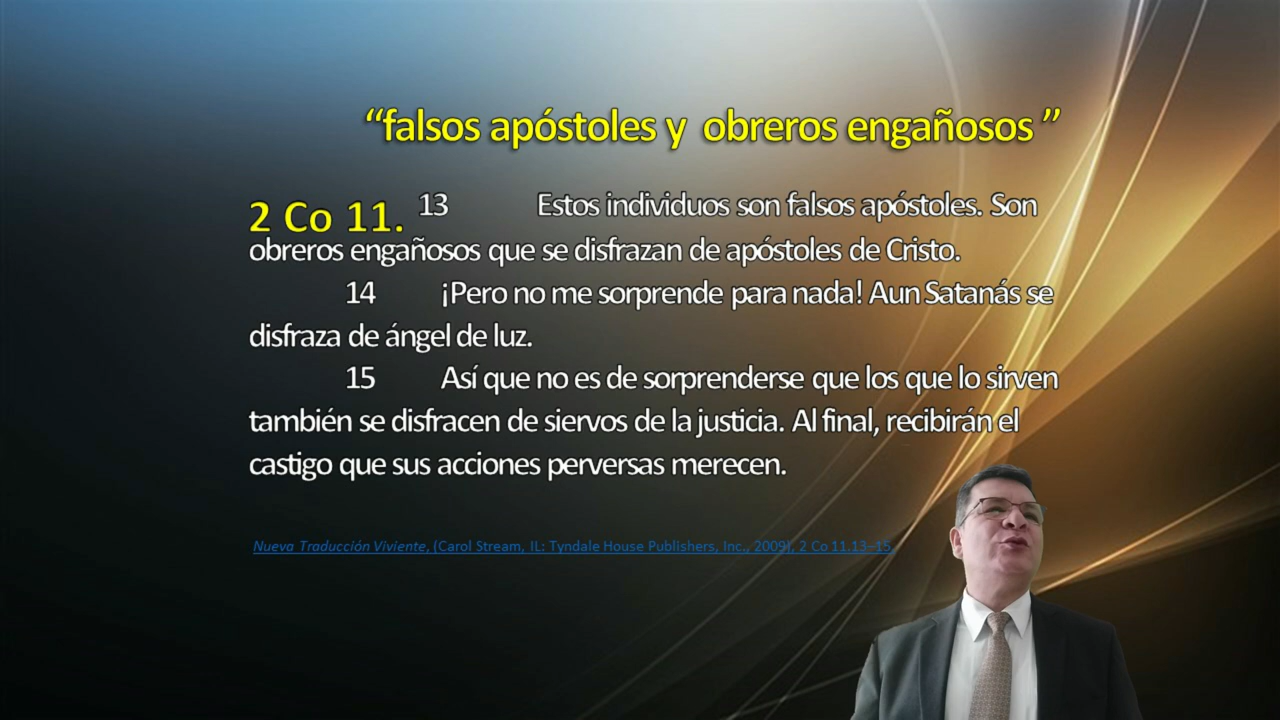 “falsos apóstoles y obreros engañosos ”
2 Co 11. 13 Estos individuos son falsos apóstoles. Son
obreros engañosos que se disfrazan de apóstoles de Cristo.
14 ¡Pero no me sorprende para nada! Aun Satanás se
disfraza de ángel de luz.
15 Así que no es de sorprenderse que los que lo sirven
también se disfracen de siervos de la justicia. Al final, recibirán el
castigo que sus acciones perversas merecen.
Nueva Traducción Viviente, (Carol Stream, IL: Tyndale House Publishers, Inc., 2009), 2 Co 11.13–15.